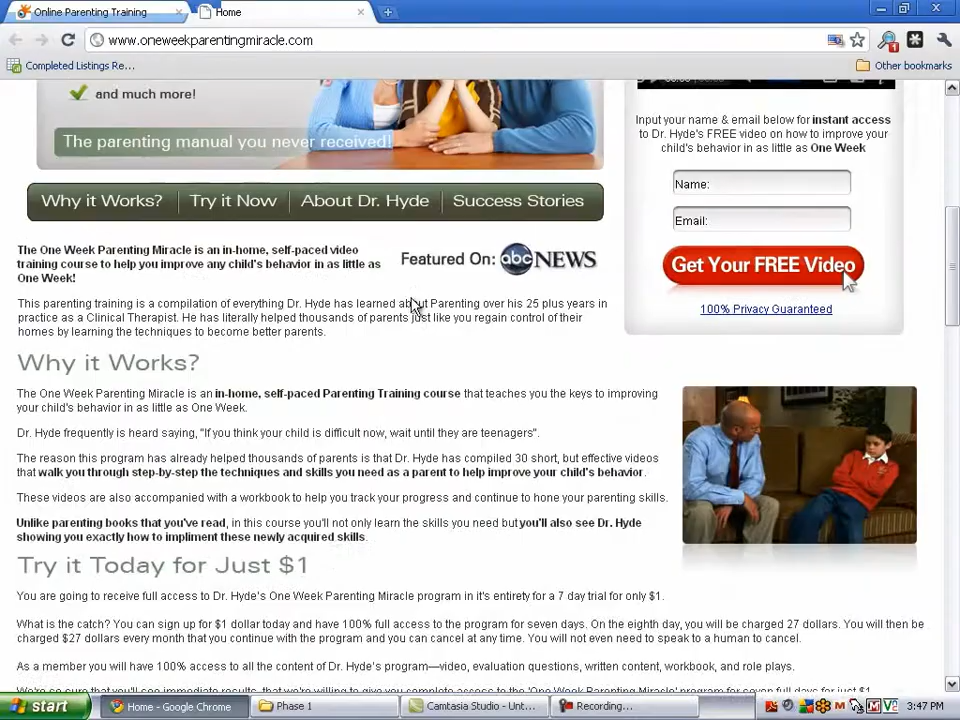 Online Parenting Training
Home
www.oneweekparentingmiracle.com
Completed Listings Re...
Other bookmarks
and much more!
The parenting manual you never received!
Input your name & email below for instant access
to Dr. Hyde's FREE video on how to improve your
child's behavior in as little as One Week
Name:
Email:
Get Your FREE Video
100% Privacy Guaranteed
Why it Works?
Try it Now
About Dr. Hyde
Success Stories
The One Week Parenting Miracle is an in-home, self-paced video
training course to help you improve any child's behavior in as little as
One Week!
Featured On: abc NEWS
This parenting training is a compilation of everything Dr. Hyde has learned about Parenting over his 25 plus years in
practice as a Clinical Therapist. He has literally helped thousands of parents just like you regain control of their
homes by learning the techniques to become better parents.
Why it Works?
The One Week Parenting Miracle is an in-home, self-paced Parenting Training course that teaches you the keys to improving
your child's behavior in as little as One Week.
Dr. Hyde frequently is heard saying, "If you think your child is difficult now, wait until they are teenagers".
The reason this program has already helped thousands of parents is that Dr. Hyde has compiled 30 short, but effective videos
that walk you through step-by-step the techniques and skills you need as a parent to help improve your child's behavior.
These videos are also accompanied with a workbook to help you track your progress and continue to hone your parenting skills.
Unlike parenting books that you've read, in this course you'll not only learn the skills you need but you'll also see Dr. Hyde
showing you exactly how to impliment these newly acquired skills.
Try it Today for Just $1
You are going to receive full access to Dr. Hyde's One Week Parenting Miracle program in it's entirety for a 7 day trial for only $1.
What is the catch? You can sign up for $1 dollar today and have 100% full access to the program for seven days. On the eighth day, you will be charged 27 dollars. You will then be
charged $27 dollars every month that you continue with the program and you can cancel at any time. You will not even need to speak to a human to cancel.
As a member you will have 100% access to all the content of Dr. Hyde's program—video, evaluation questions, written content, workbook, and role plays.
We're so sure that you'll see immediate results, that we're willing to give you complete access to the 'One Week Parenting Miracle' program for seven full days for just $1
start
Home - Google Chrome
Phase 1
Camtasia Studio - Unt...
Recording...
3:47 PM